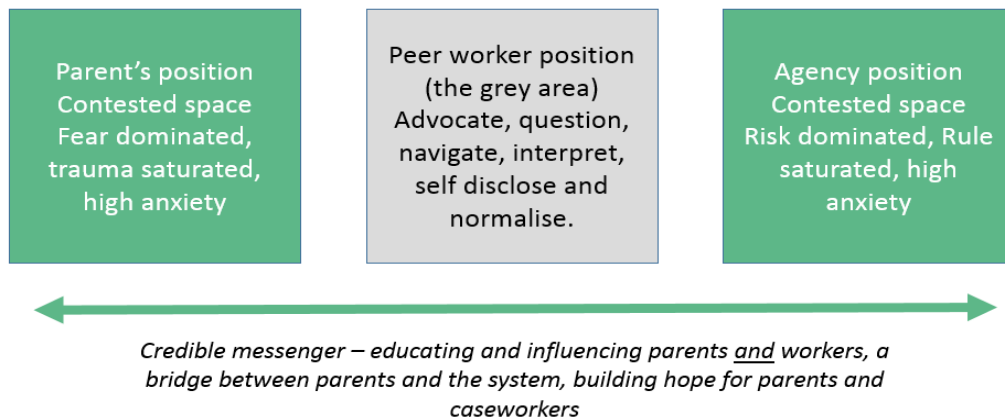 Parent's position
Contested space
Fear dominated,
trauma saturated,
high anxiety
Peer worker position
(the grey area)
Advocate, question,
navigate, interpret,
self disclose and
normalise.
Agency position
Contested space
Risk dominated, Rule
saturated, high
anxiety
Credible messenger – educating and influencing parents and workers, a
bridge between parents and the system, building hope for parents and
caseworkers